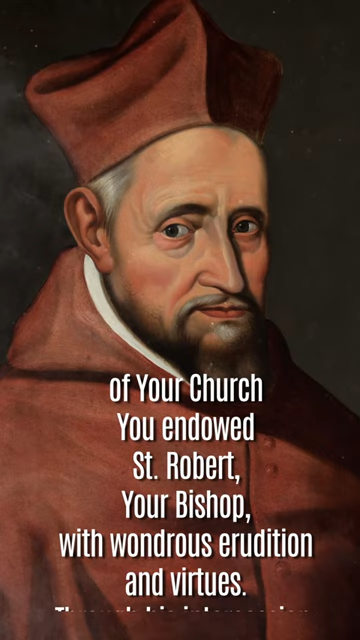 of Your Church
You endowed
St. Robert,
Your Bishop,
with wondrous erudition
and virtues.